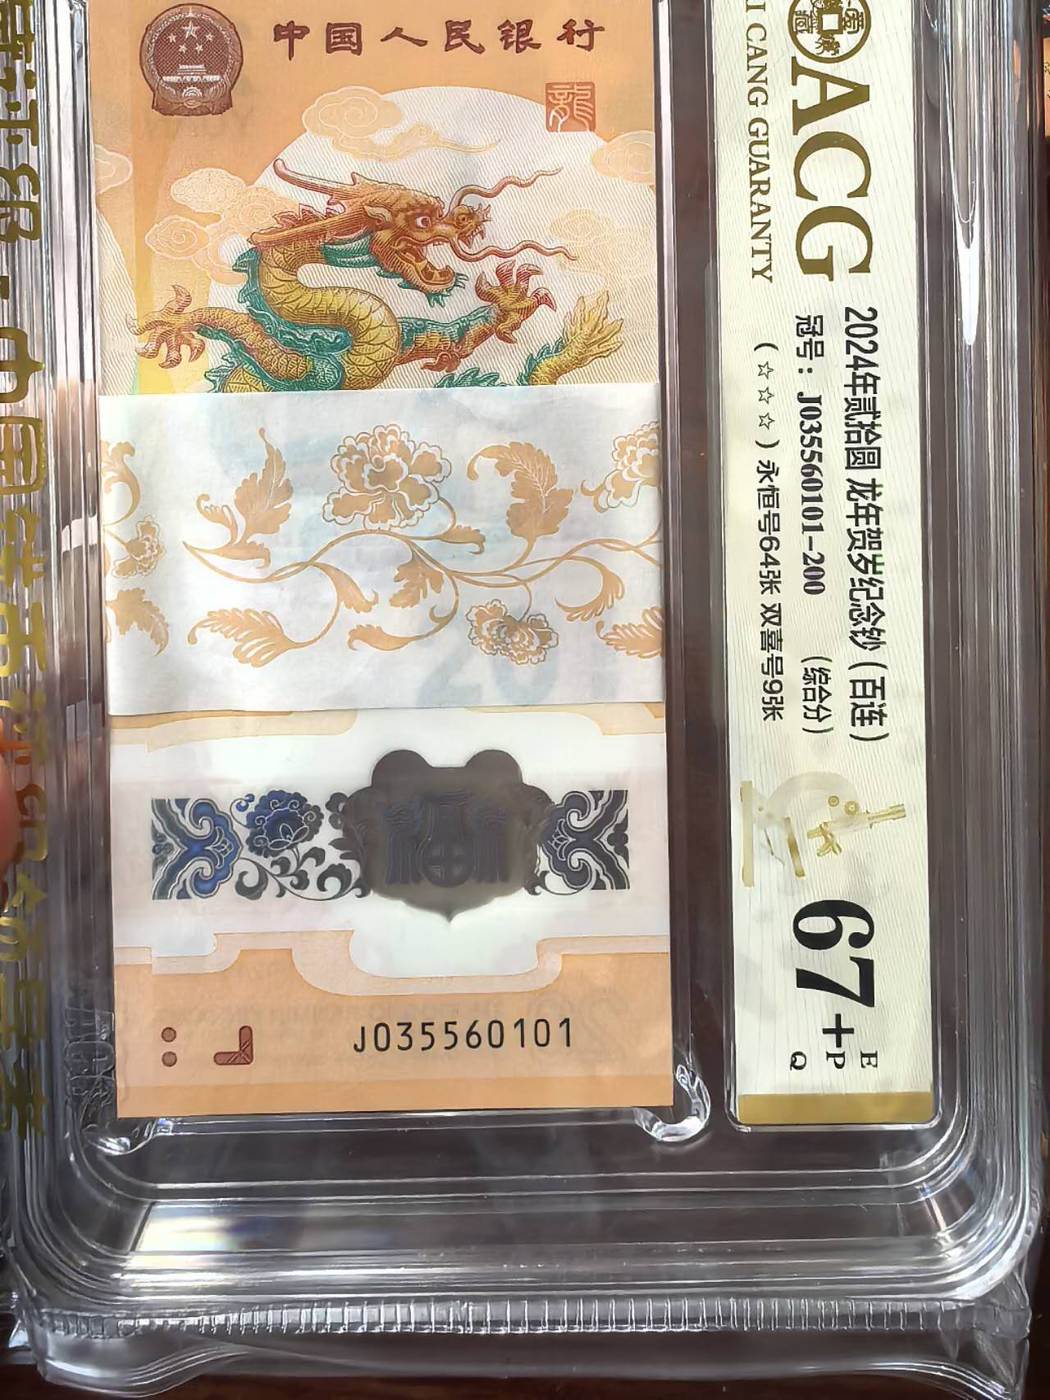 中国人民银行
龍
J035560101
ACG
I CANG GUARANTY
2024年贰拾圆 龙年贺岁纪念钞 (百连)
冠号: J035560101-200 (综合分)
(☆☆☆☆) 永恒号64张 双喜号9张
67+
E
P
Q